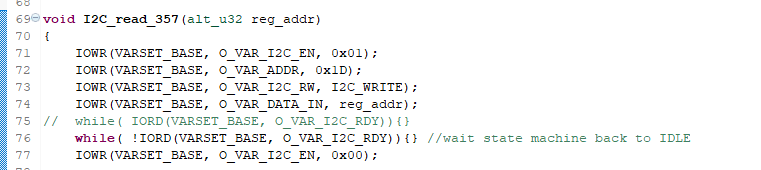 68
69 void I2C_read_357(alt_u32 reg_addr)
70 {
71     IOWR(VARSET_BASE, O_VAR_I2C_EN, 0x01);
72     IOWR(VARSET_BASE, O_VAR_ADDR, 0x1D);
73     IOWR(VARSET_BASE, O_VAR_I2C_RW, I2C_WRITE);
74     IOWR(VARSET_BASE, O_VAR_DATA_IN, reg_addr);
75 //  while( IORD(VARSET_BASE, O_VAR_I2C_RDY)){}
76     while( !IORD(VARSET_BASE, O_VAR_I2C_RDY)){} //wait state machine back to IDLE
77     IOWR(VARSET_BASE, O_VAR_I2C_EN, 0x00);